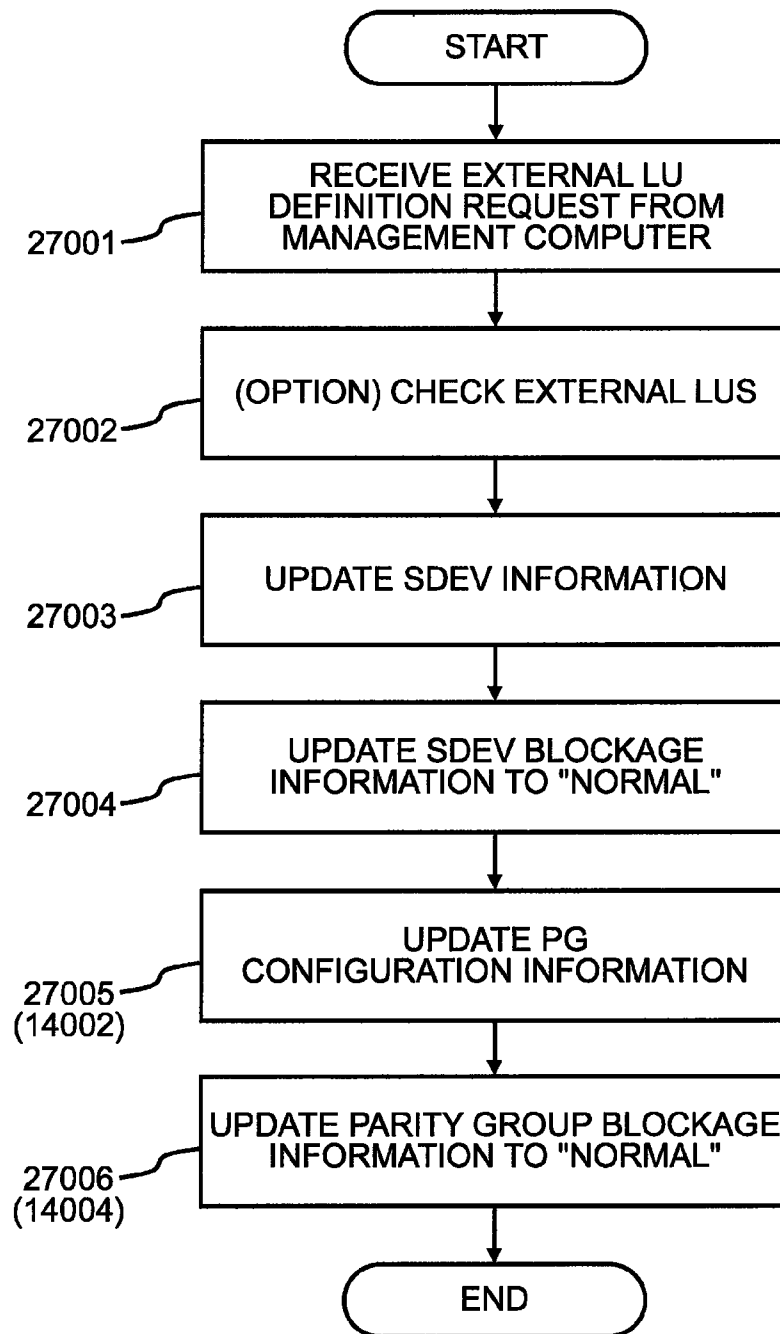 START
RECEIVE EXTERNAL LU
DEFINITION REQUEST FROM
MANAGEMENT COMPUTER
27001
(OPTION) CHECK EXTERNAL LUS
27002
UPDATE SDEV INFORMATION
27003
UPDATE SDEV BLOCKAGE
INFORMATION TO "NORMAL"
27004
UPDATE PG
CONFIGURATION INFORMATION
27005
(14002)
UPDATE PARITY GROUP BLOCKAGE
INFORMATION TO "NORMAL"
27006
(14004)
END